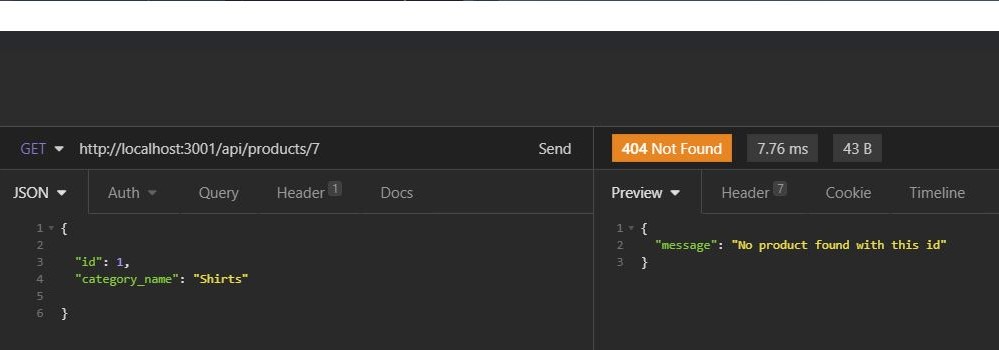 GET http://localhost:3001/api/products/7 Send 404 Not Found 7.76 ms 43 B
JSON Auth Query Header 1 Docs Preview Header 7 Cookie Timeline
1 {
2
3 "id": 1,
4 "category_name": "Shirts"
5
6 }
1 {
2 "message": "No product found with this id"
3 }